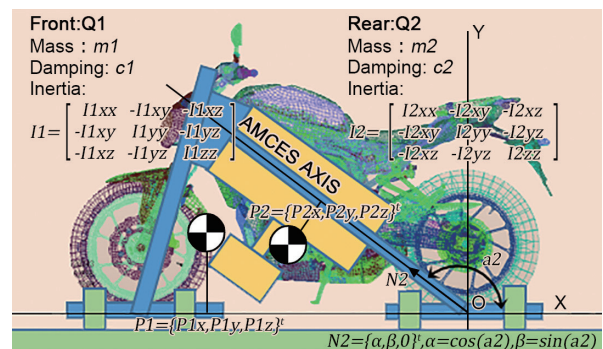 Front:Q1
Mass : m1
Damping: c1
Inertia:
I1=
I1xx -I1xy -I1xz
-I1xy I1yy -I1yz
-I1xz -I1yz I1zz
Rear:Q2
Mass : m2
Damping: c2
Inertia:
I2=
I2xx -I2xy -I2xz
-I2xy I2yy -I2yz
-I2xz -I2yz I2zz
Y
AMCES AXIS
P2={P2x,P2y,P2z}ᵗ
N2
a2
O
X
P1={P1x,P1y,P1z}ᵗ
N2={α,β,0}ᵗ,α=cos(a2),β=sin(a2)